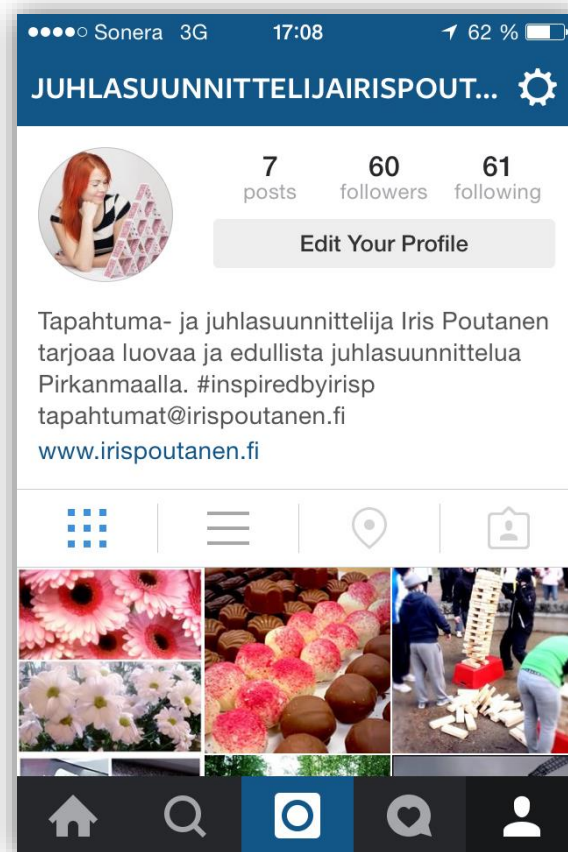 Sonera 3G 17:08 62 %
JUHLASUUNNITTELIJAIRISPOUT...
7 60 61
posts followers following
Edit Your Profile
Tapahtuma- ja juhlasuunnittelija Iris Poutanen
tarjoaa luovaa ja edullista juhlasuunnittelua
Pirkanmaalla. #inspiredbyirisp
tapahtumat@irispoutanen.fi
www.irispoutanen.fi